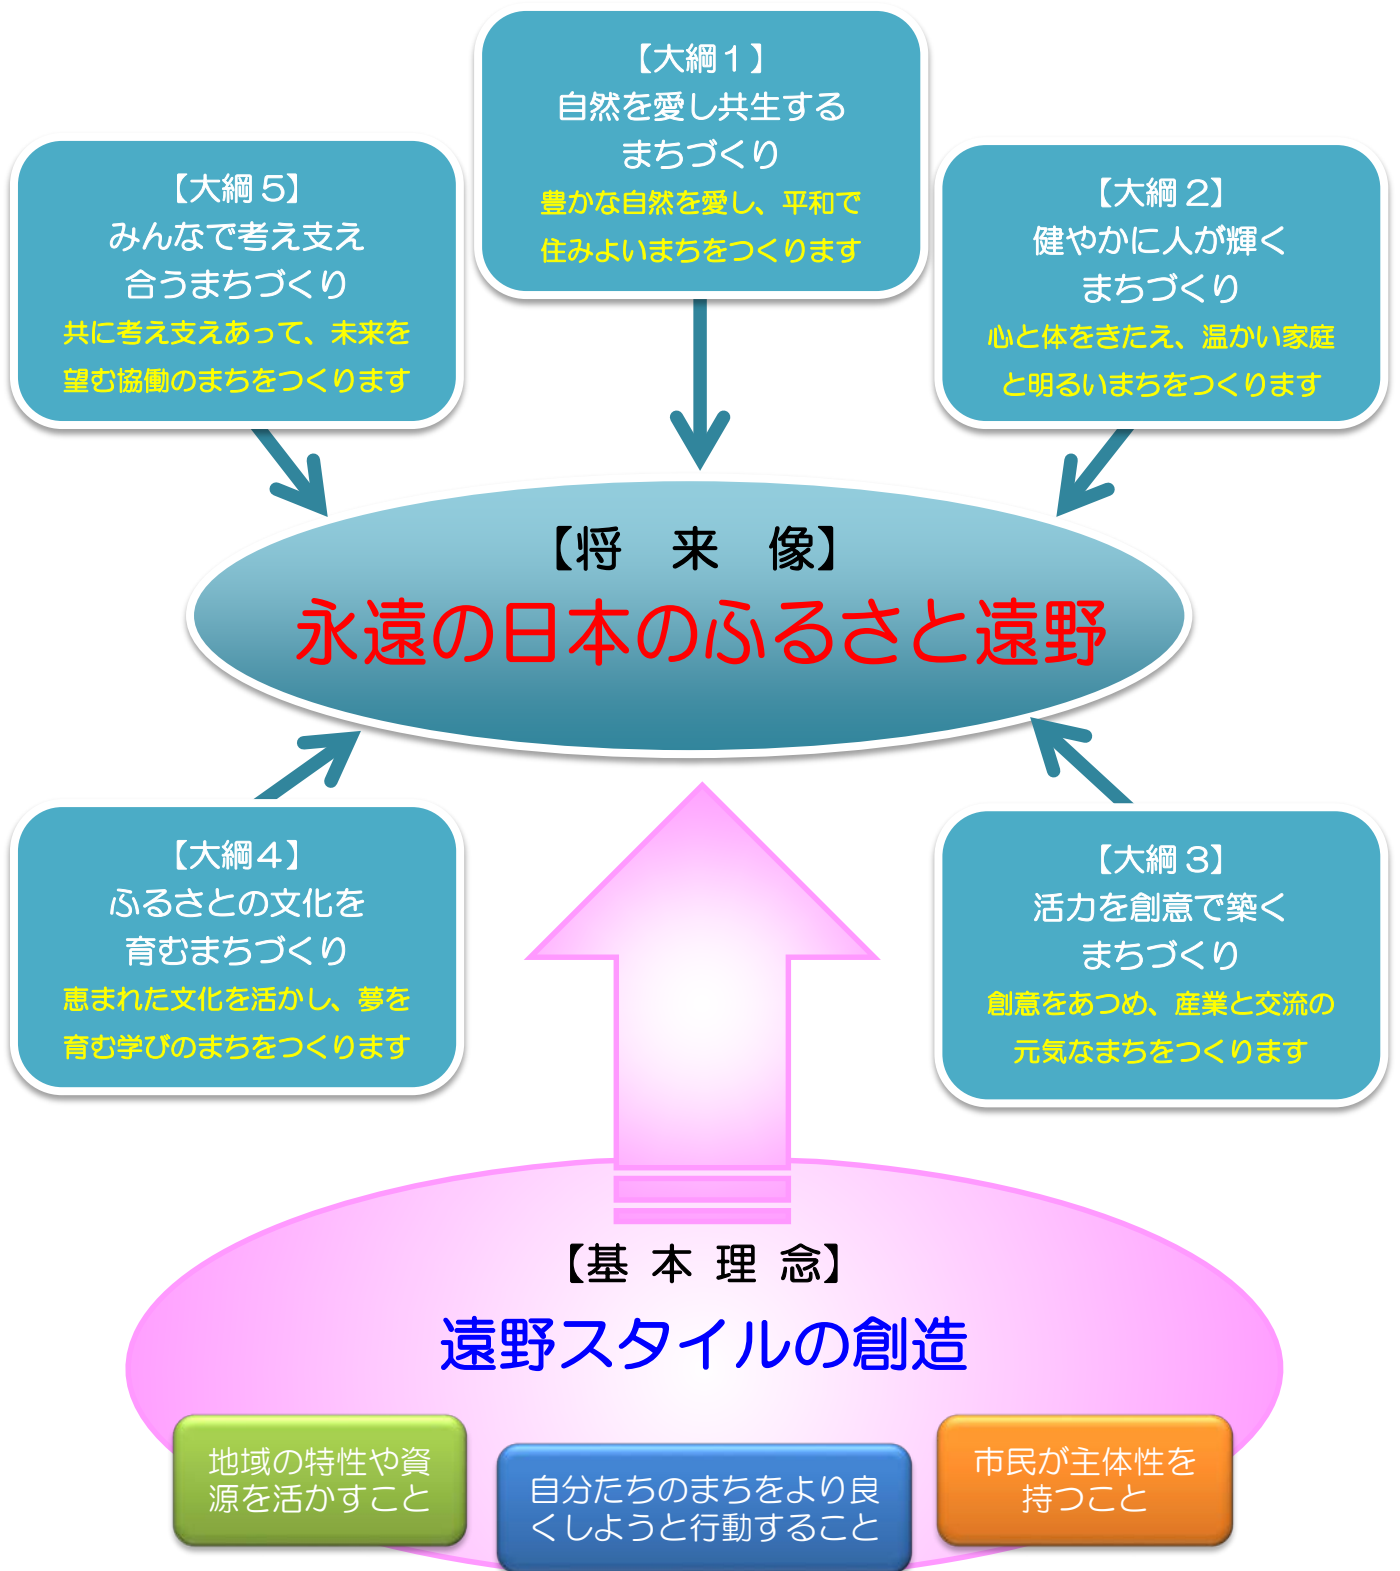 【大綱１】
自然を愛し共生する
まちづくり
豊かな自然を愛し、平和で
住みよいまちをつくります
【大綱５】
みんなで考え支え
合うまちづくり
共に考え支えあって、未来を
望む協働のまちをつくります
【大綱２】
健やかに人が輝く
まちづくり
心と体をきたえ、温かい家庭
と明るいまちをつくります
【将　来　像】
永遠の日本のふるさと遠野
【大綱４】
ふるさとの文化を
育むまちづくり
恵まれた文化を活かし、夢を
育む学びのまちをつくります
【大綱３】
活力を創意で築く
まちづくり
創意をあつめ、産業と交流の
元気なまちをつくります
【基 本 理 念】
遠野スタイルの創造
地域の特性や資
源を活かすこと
自分たちのまちをより良
くしようと行動すること
市民が主体性を
持つこと